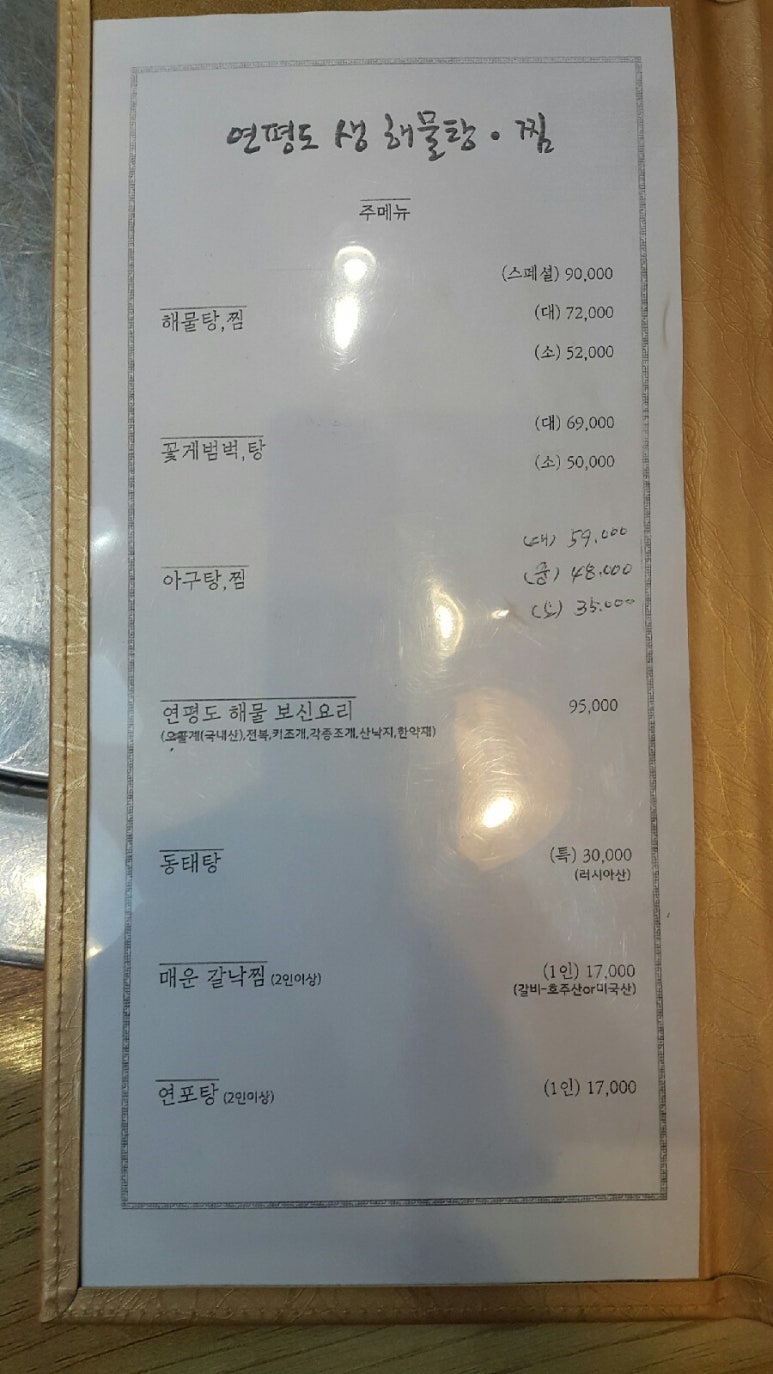 연평도 생 해물탕 • 찜
주메뉴
(스페셜) 90,000
해물탕,찜
(대) 72,000
(소) 52,000
(대) 69,000
꽃게범벅,탕
(소) 50,000
(대) 59.000
아구탕,찜
(중) 48.000
(소) 35.000
연평도 해물 보신요리 95,000
(오골계(국내산),전복,키조개,각종조개,산낙지,한약재)
동태탕 (특) 30,000
(러시아산)
매운 갈낙찜 (2인이상) (1인) 17,000
(갈비-호주산or미국산)
연포탕 (2인이상) (1인) 17,000